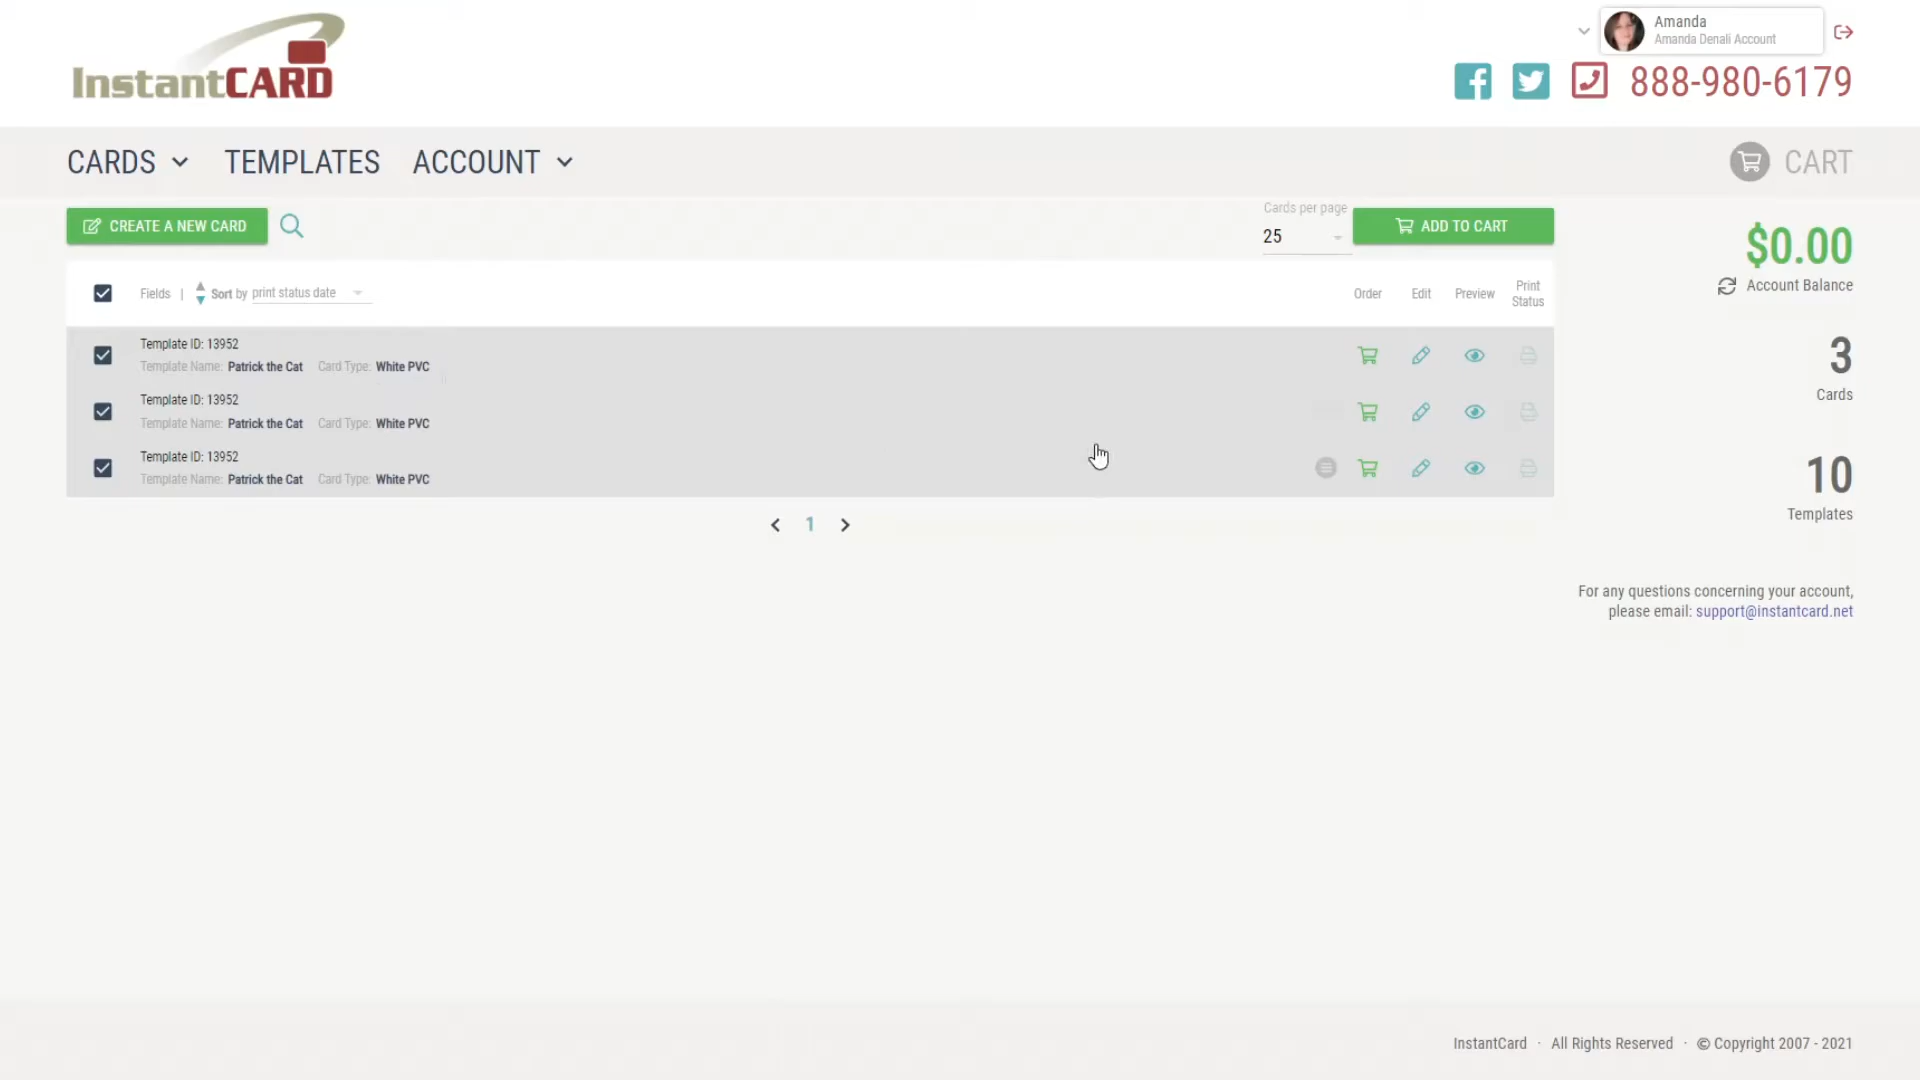 InstantCARD
Amanda
Amanda Denali Account
888-980-6179
CARDS
TEMPLATES
ACCOUNT
CART
CREATE A NEW CARD
Cards per page
25
ADD TO CART
$0.00
Account Balance
Fields | Sort by print status date
Order
Edit
Preview
Print
Status
Template ID: 13952
Template Name: Patrick the Cat Card Type: White PVC
Template ID: 13952
Template Name: Patrick the Cat Card Type: White PVC
Template ID: 13952
Template Name: Patrick the Cat Card Type: White PVC
3
Cards
10
Templates
1
For any questions concerning your account,
please email: support@instantcard.net
InstantCard · All Rights Reserved · © Copyright 2007 - 2021